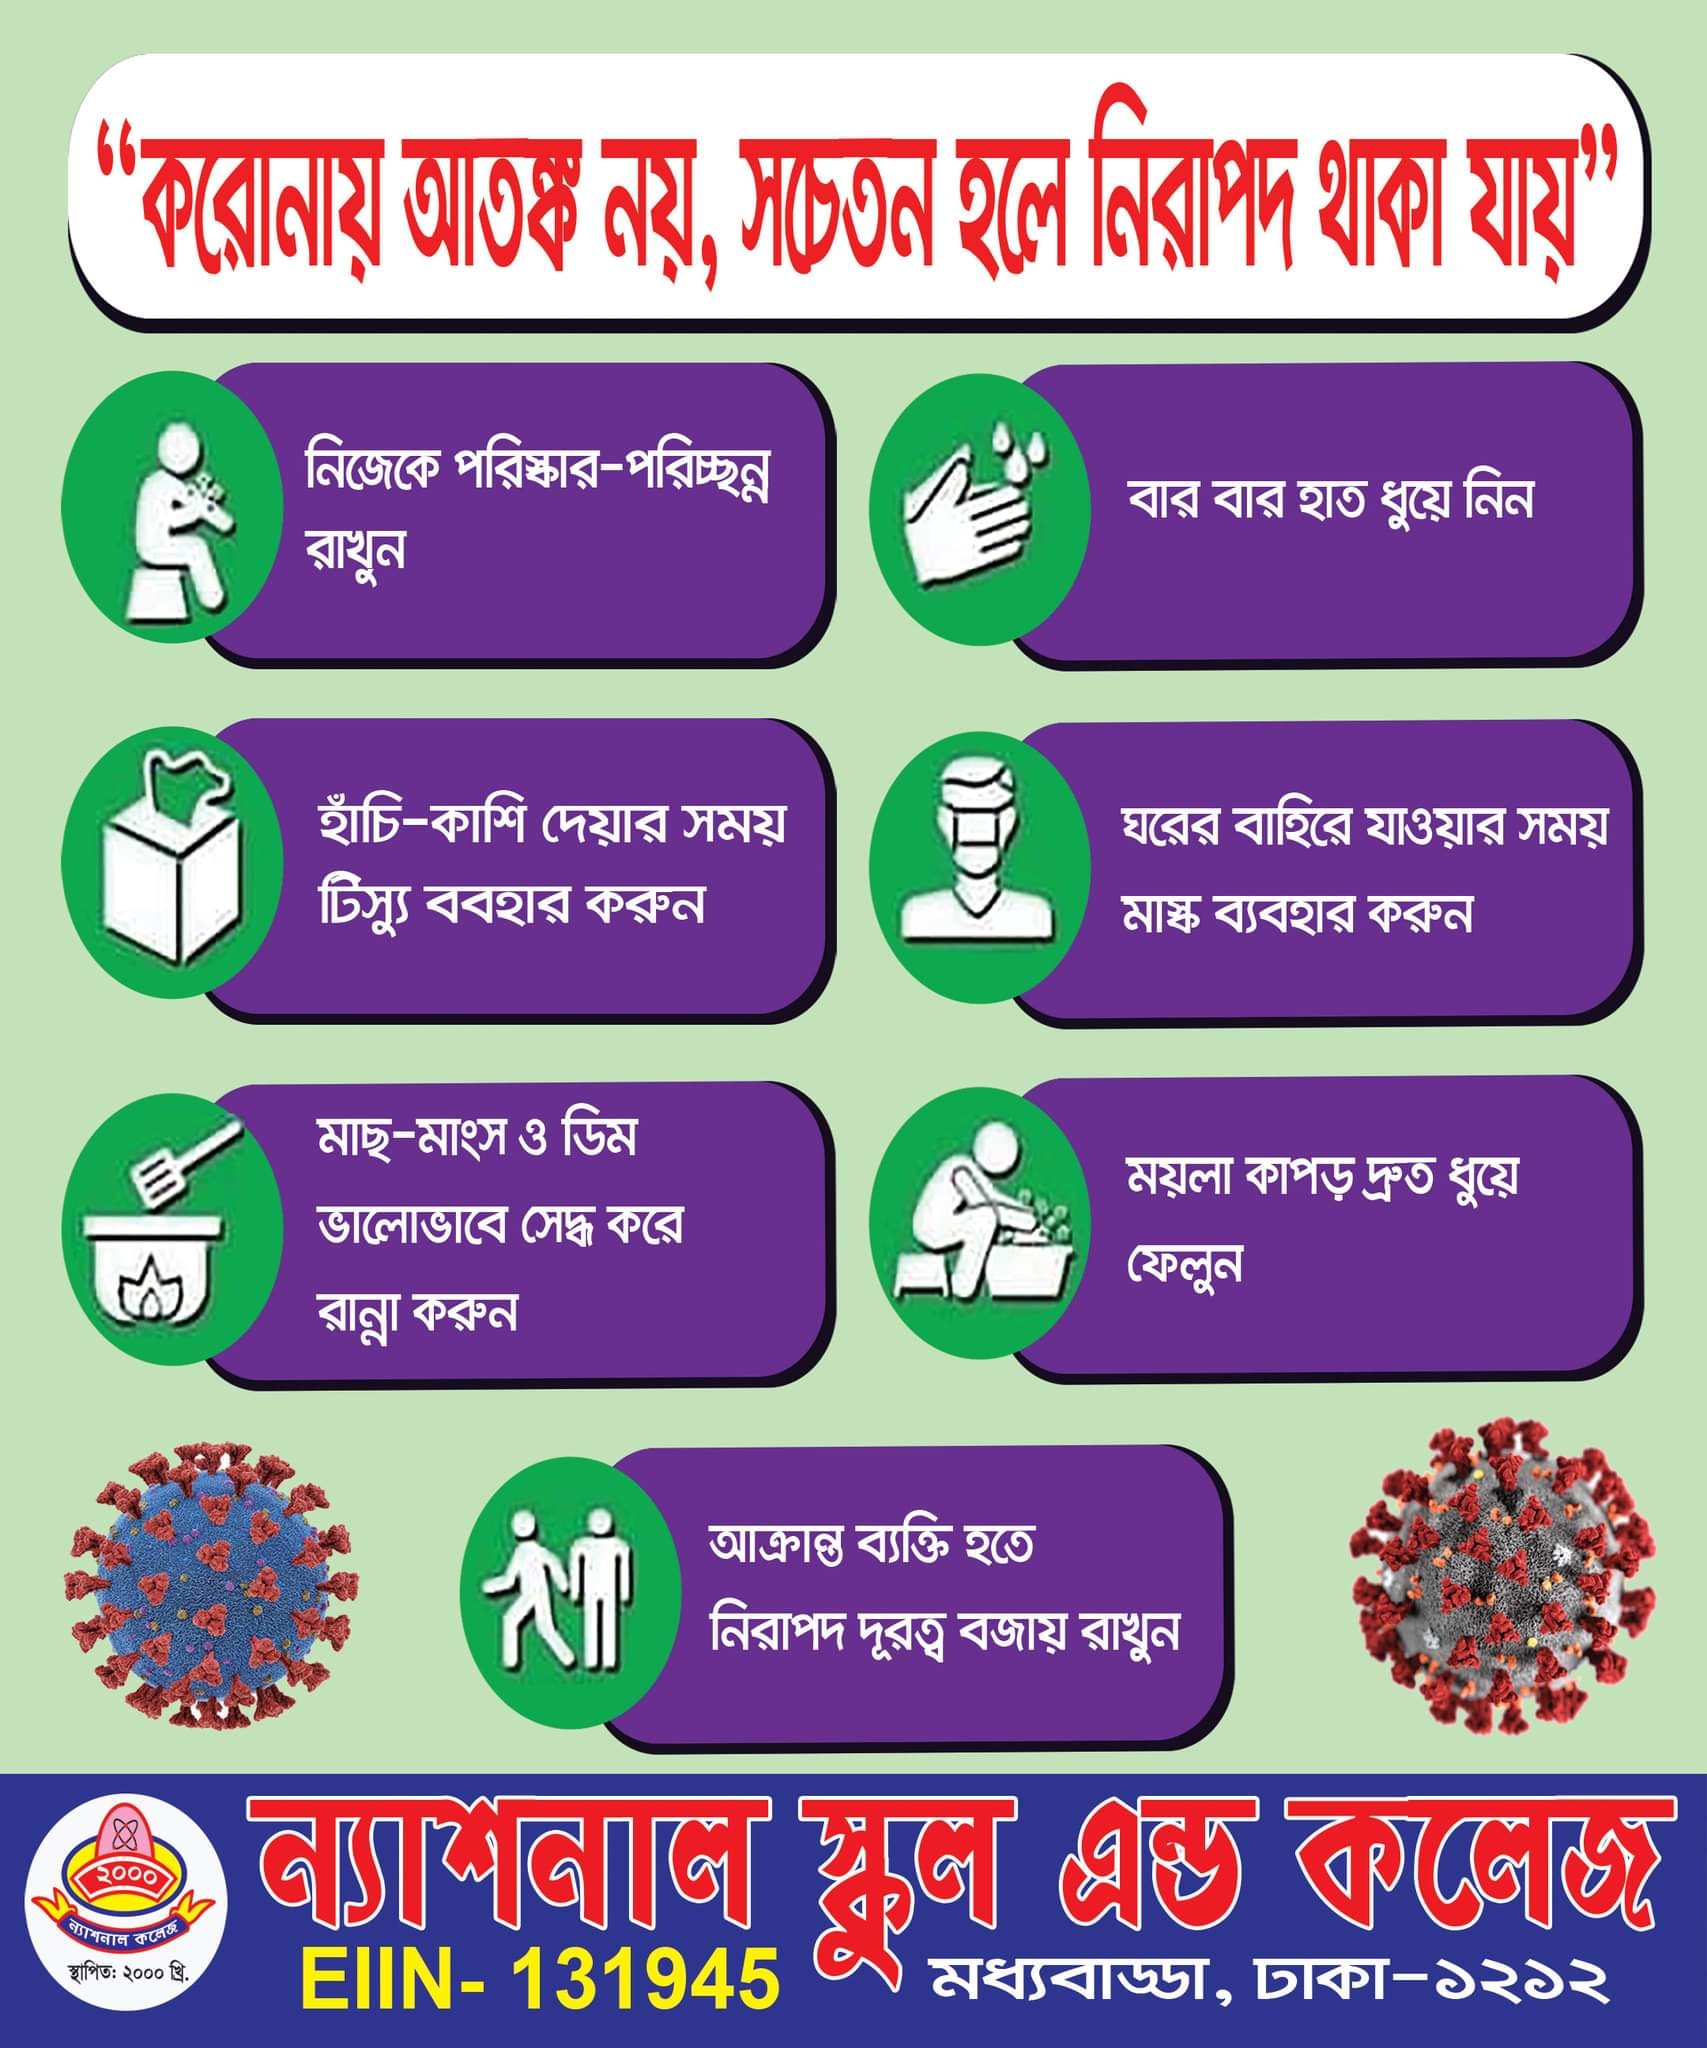 “করোনায় আতঙ্ক নয়, সচেতন হলে নিরাপদ থাকা যায়”
নিজেকে পরিস্কার-পরিচ্ছন্ন
রাখুন
বার বার হাত ধুয়ে নিন
হাঁচি-কাশি দেয়ার সময়
টিস্যু ববহার করুন
ঘরের বাহিরে যাওয়ার সময়
মাস্ক ব্যবহার করুন
মাছ-মাংস ও ডিম
ভালোভাবে সেদ্ধ করে
রান্না করুন
ময়লা কাপড় দ্রুত ধুয়ে
ফেলুন
আক্রান্ত ব্যক্তি হতে
নিরাপদ দূরত্ব বজায় রাখুন
২০০০
ন্যাশনাল কলেজ
স্থাপিত: ২০০০ খ্রি.
ন্যাশনাল স্কুল এন্ড কলেজ
EIIN- 131945
মধ্যবাড্ডা, ঢাকা-১২১২